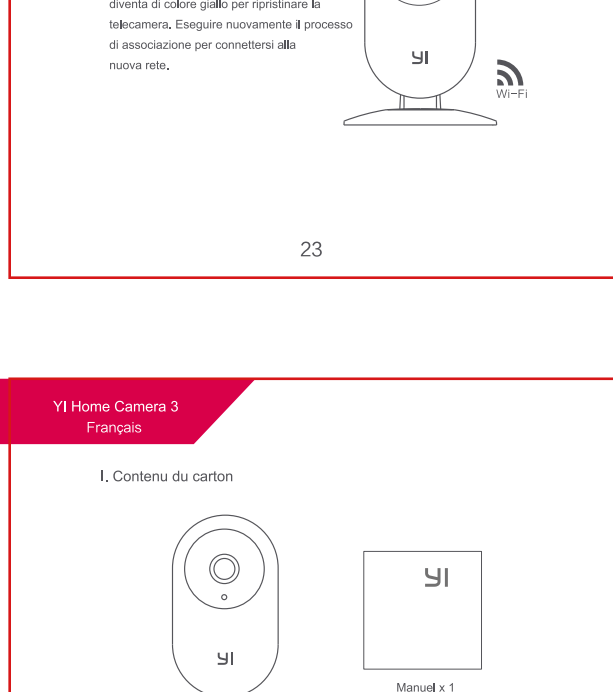 diventa di colore giallo per ripristinare la
telecamera. Eseguire nuovamente il processo
di associazione per connettersi alla
nuova rete.
YI
Wi-Fi
23
YI Home Camera 3
Français
I. Contenu du carton
YI
YI
Manuel x 1